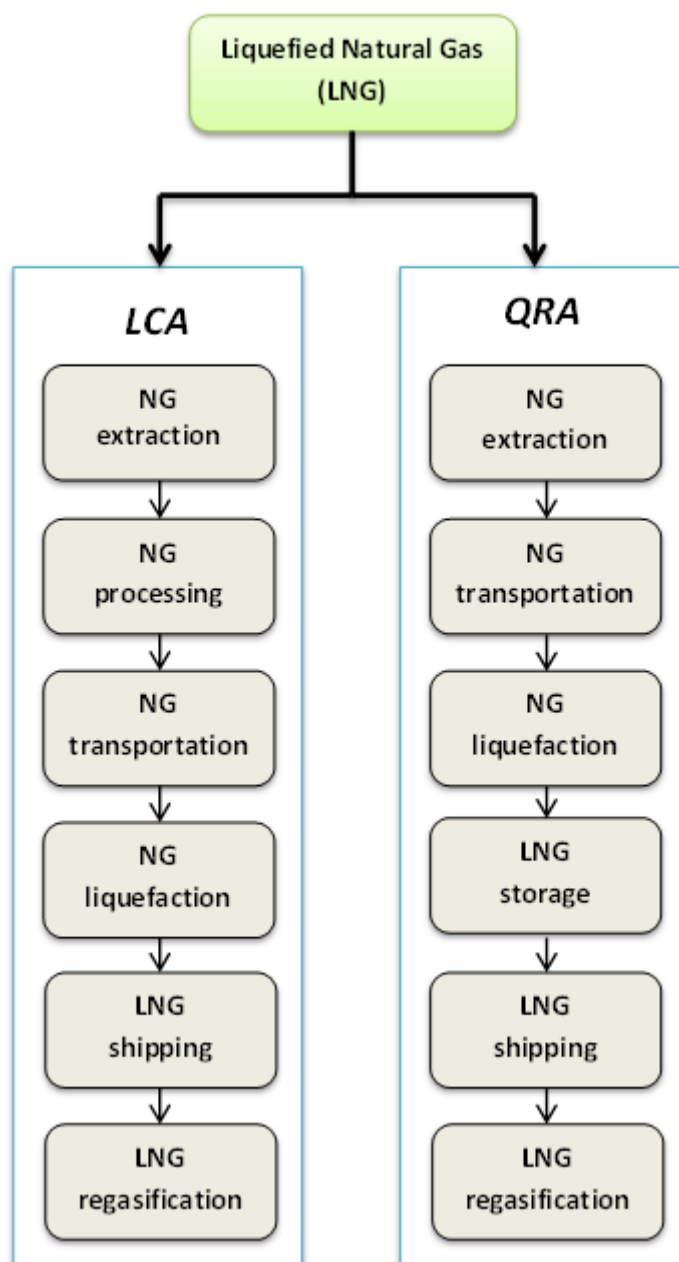 Liquefied Natural Gas
(LNG)
LCA
NG
extraction
NG
processing
NG
transportation
NG
liquefaction
LNG
shipping
LNG
regasification
QRA
NG
extraction
NG
transportation
NG
liquefaction
LNG
storage
LNG
shipping
LNG
regasification